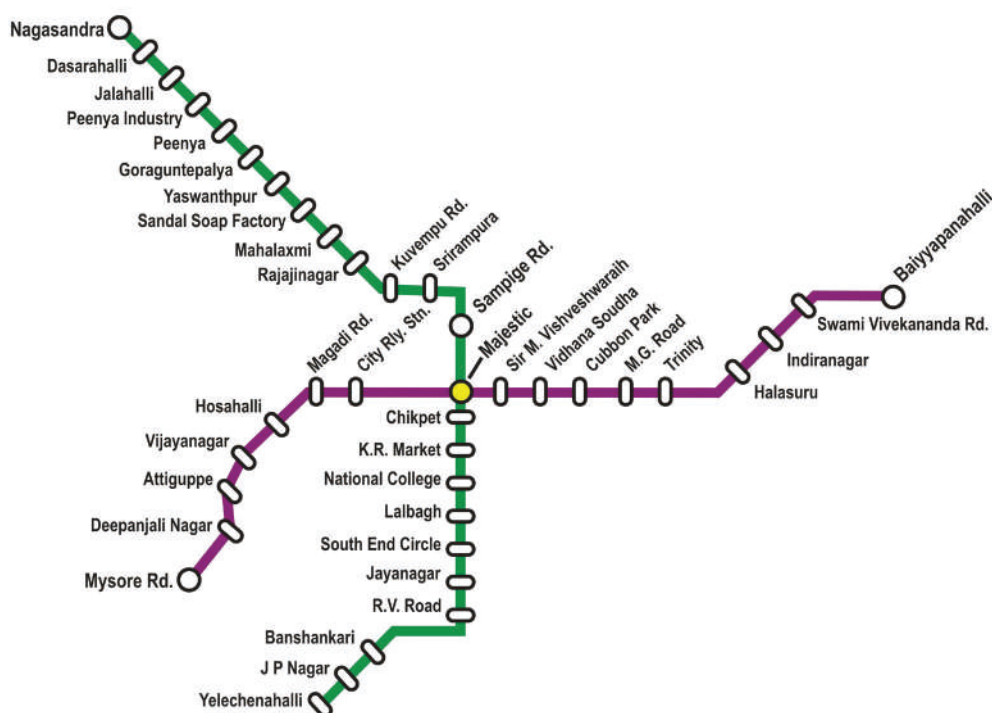 Nagasandra
Dasarahalli
Jalahalli
Peenya Industry
Peenya
Goraguntepalya
Yaswanthpur
Sandal Soap Factory
Mahalaxmi
Rajajinagar
Kuvempu Rd.
Srirampura
Sampige Rd.
Majestic
Magadi Rd.
City Rly. Stn.
Sir M. Vishveshwaraih
Vidhana Soudha
Cubbon Park
M.G. Road
Trinity
Baiyyapanahalli
Swami Vivekananda Rd.
Indiranagar
Halasuru
Hosahalli
Vijayanagar
Attiguppe
Deepanjali Nagar
Mysore Rd.
Chikpet
K.R. Market
National College
Lalbagh
South End Circle
Jayanagar
R.V. Road
Banshankari
J P Nagar
Yelechenahalli